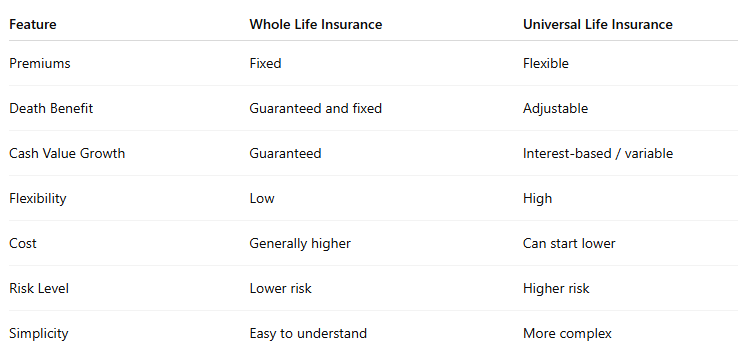 Feature Whole Life Insurance Universal Life Insurance
Premiums Fixed Flexible
Death Benefit Guaranteed and fixed Adjustable
Cash Value Growth Guaranteed Interest-based / variable
Flexibility Low High
Cost Generally higher Can start lower
Risk Level Lower risk Higher risk
Simplicity Easy to understand More complex